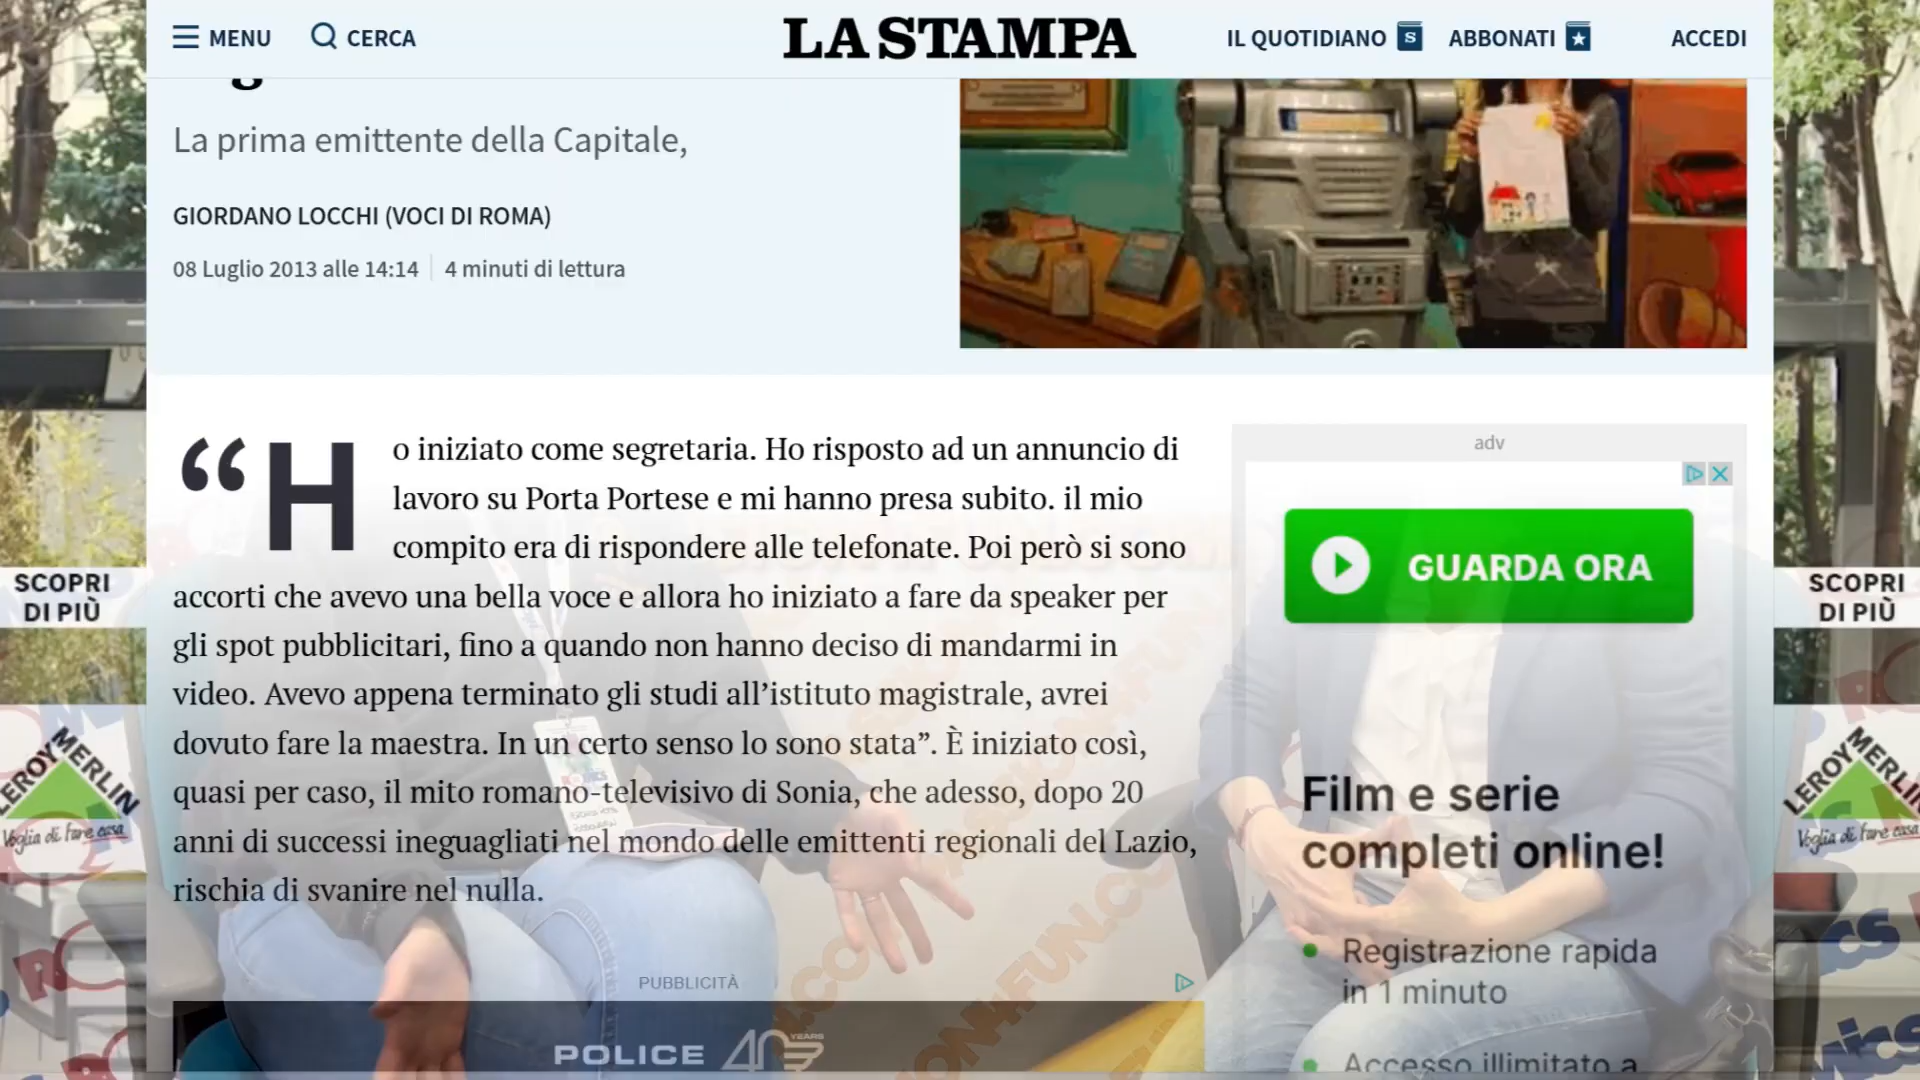 MENU
CERCA
LA STAMPA
IL QUOTIDIANO
S
ABBONATI
ACCEDI
La prima emittente della Capitale,
GIORDANO LOCCHI (VOCI DI ROMA)
08 Luglio 2013 alle 14:14
4 minuti di lettura
“Ho iniziato come segretaria. Ho risposto ad un annuncio di
lavoro su Porta Portese e mi hanno presa subito. il mio
compito era di rispondere alle telefonate. Poi però si sono
accorti che avevo una bella voce e allora ho iniziato a fare da speaker per
gli spot pubblicitari, fino a quando non hanno deciso di mandarmi in
video. Avevo appena terminato gli studi all’istituto magistrale, avrei
dovuto fare la maestra. In un certo senso lo sono stata”. È iniziato così,
quasi per caso, il mito romano-televisivo di Sonia, che adesso, dopo 20
anni di successi ineguagliati nel mondo delle emittenti regionali del Lazio,
rischia di svanire nel nulla.
PUBBLICITÀ
POLICE 40 YEARS
adv
GUARDA ORA
Film e serie
completi online!
Registrazione rapida
in 1 minuto
Accesso illimitato a
SCOPRI
DI PIÙ
LEROY MERLIN
Voglia di fare casa
SCOPRI
DI PIÙ
LEROY MERLIN
Voglia di fare casa